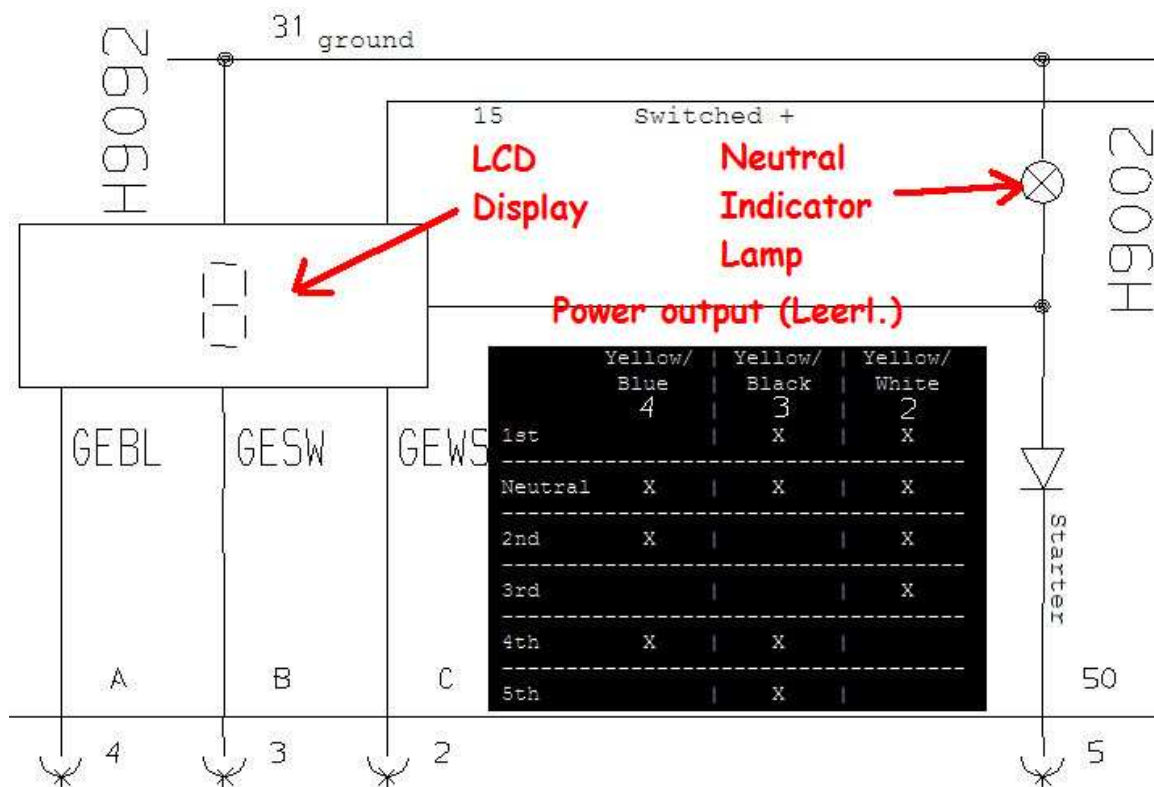 31 ground
H9092
15 Switched +
LCD
Display
Neutral
Indicator
Lamp
H9002
Power output (Leerl.)
Yellow/ | Yellow/ | Yellow/
Blue | Black | White
4 | 3 | 2
1st | X | X
Neutral X | X | X
2nd X | | X
3rd | | X
4th X | X |
5th | X |
GEBL
GESW
GEWS
Starter
A
B
C
50
4
3
2
5